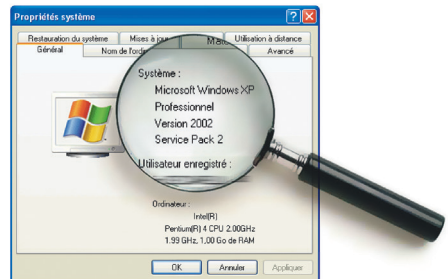 Propriétés système
Restauration du système Mises à jour Utilisation à distance
Général Nom de l'ordi Avancé
Système :
Microsoft Windows XP
Professionnel
Version 2002
Service Pack 2
Utilisateur enregistré :
Ordinateur :
Intel(R)
Pentium(R) 4 CPU 2.00GHz
1.99 GHz, 1,00 Go de RAM
OK Annuler Appliquer